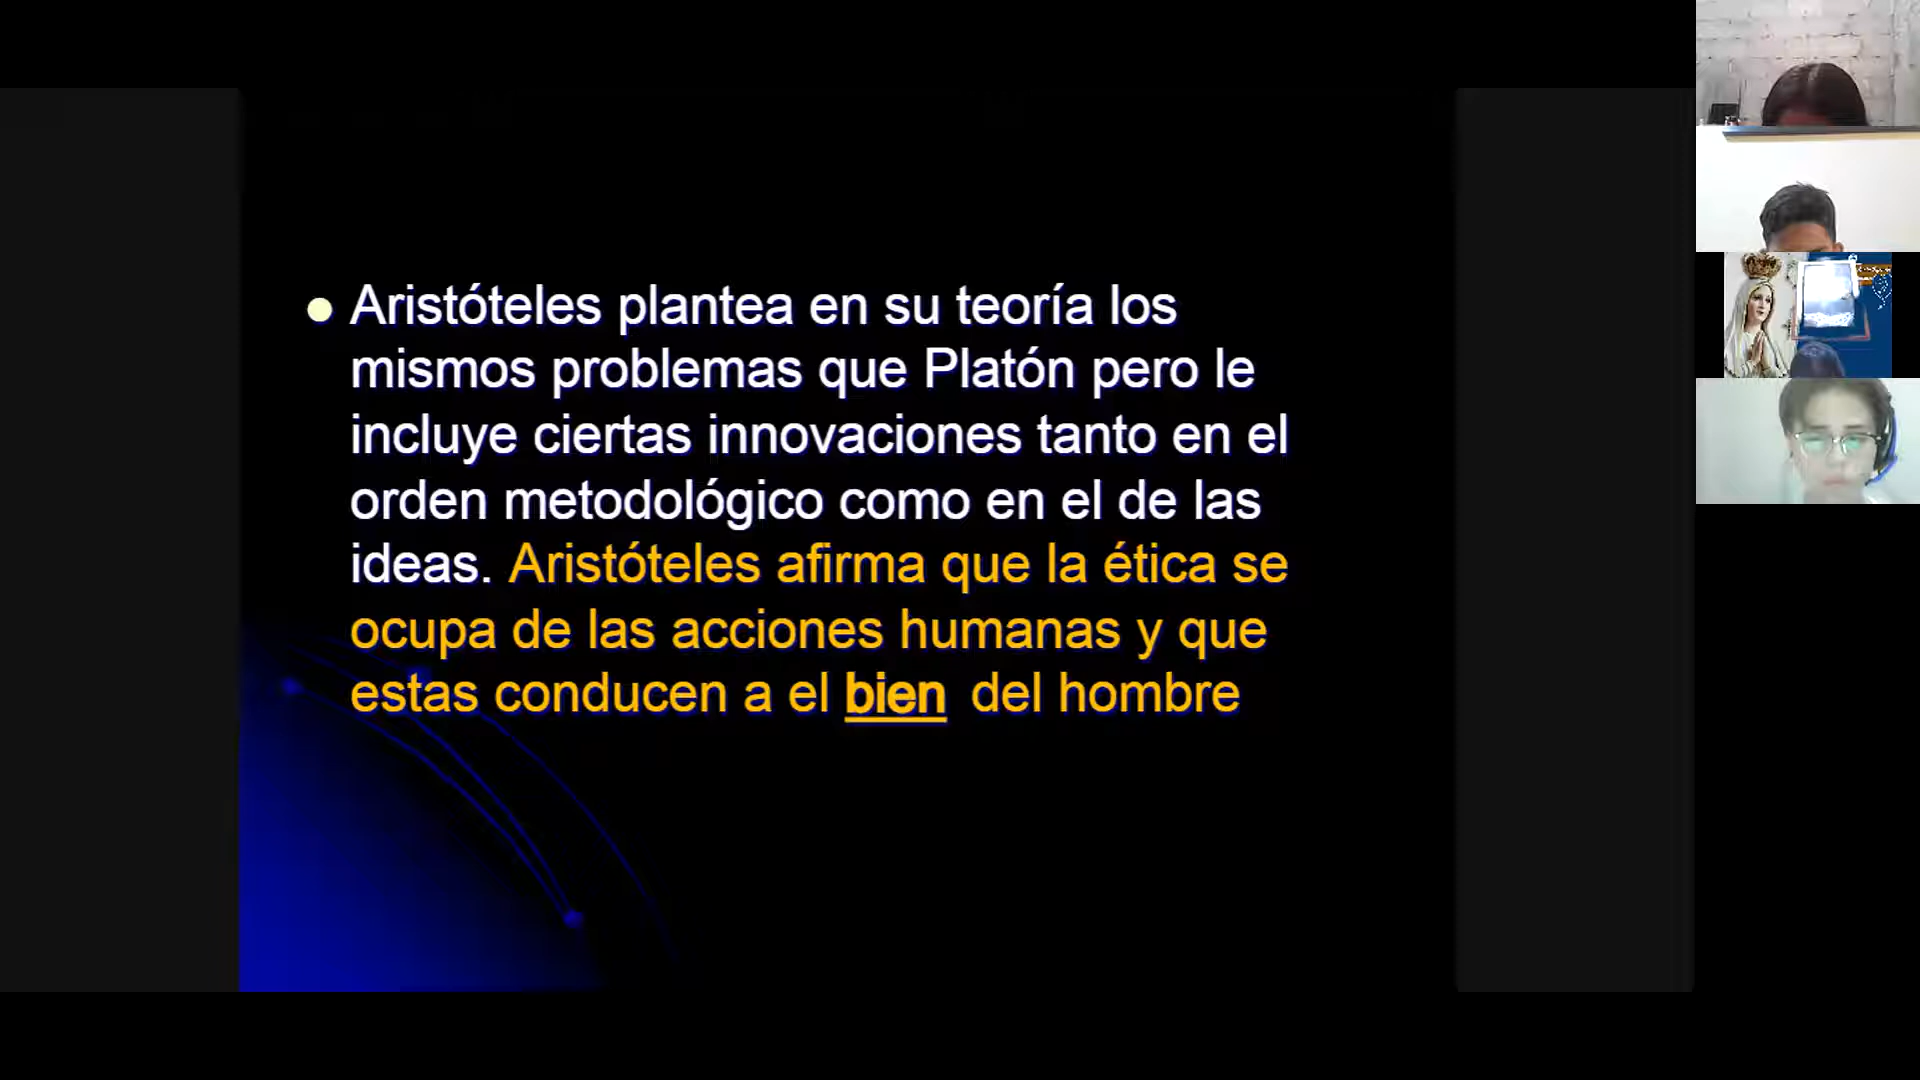 Aristóteles plantea en su teoría los
mismos problemas que Platón pero le
incluye ciertas innovaciones tanto en el
orden metodológico como en el de las
ideas. Aristóteles afirma que la ética se
ocupa de las acciones humanas y que
estas conducen a el bien del hombre